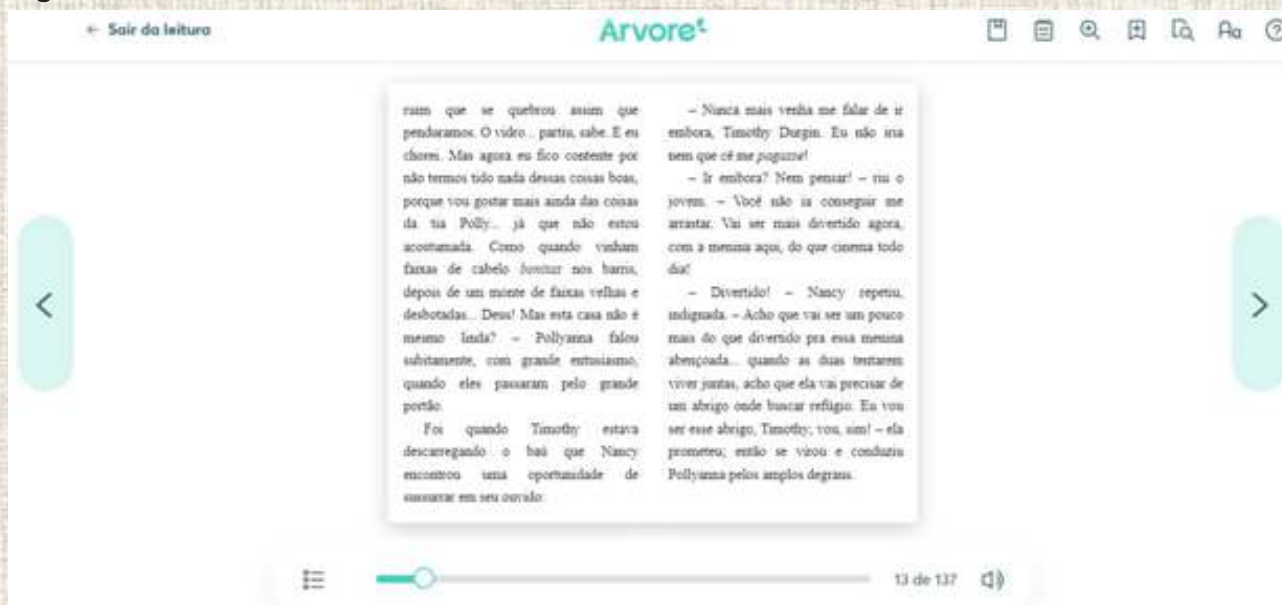 ← Sair da leitura
Arvore
Aa
ruim que se quebrou assim que
penduramos. O vidro... partiu, sabe. E eu
chorei. Mas agora eu fico contente por
não termos tido nada dessas coisas boas,
porque vou gostar mais ainda das coisas
da tia Polly... já que não estou
acostumada. Como quando vinham
faixas de cabelo bonitas nos barris,
depois de um monte de faixas velhas e
desbotadas... Deus! Mas esta casa não é
mesmo linda? – Pollyanna falou
subitamente, com grande entusiasmo,
quando eles passaram pelo grande
portão.
Foi quando Timothy estava
descarregando o baú que Nancy
encontrou uma oportunidade de
sussurrar em seu ouvido:
– Nunca mais venha me falar de ir
embora, Timothy Durgin. Eu não iria
nem que cê me pagasse!
– Ir embora? Nem pensar! – riu o
jovem. – Você não ia conseguir me
arrastar. Vai ser mais divertido agora,
com a menina aqui, do que cinema todo
dia!
– Divertido! – Nancy repetiu,
indignada. – Acho que vai ser um pouco
mais do que divertido pra essa menina
abençoada... quando as duas tentarem
viver juntas, acho que ela vai precisar de
um abrigo onde buscar refúgio. Eu vou
ser esse abrigo, Timothy; vou, sim! – ela
prometeu; então se virou e conduziu
Pollyanna pelos amplos degraus.
13 de 137